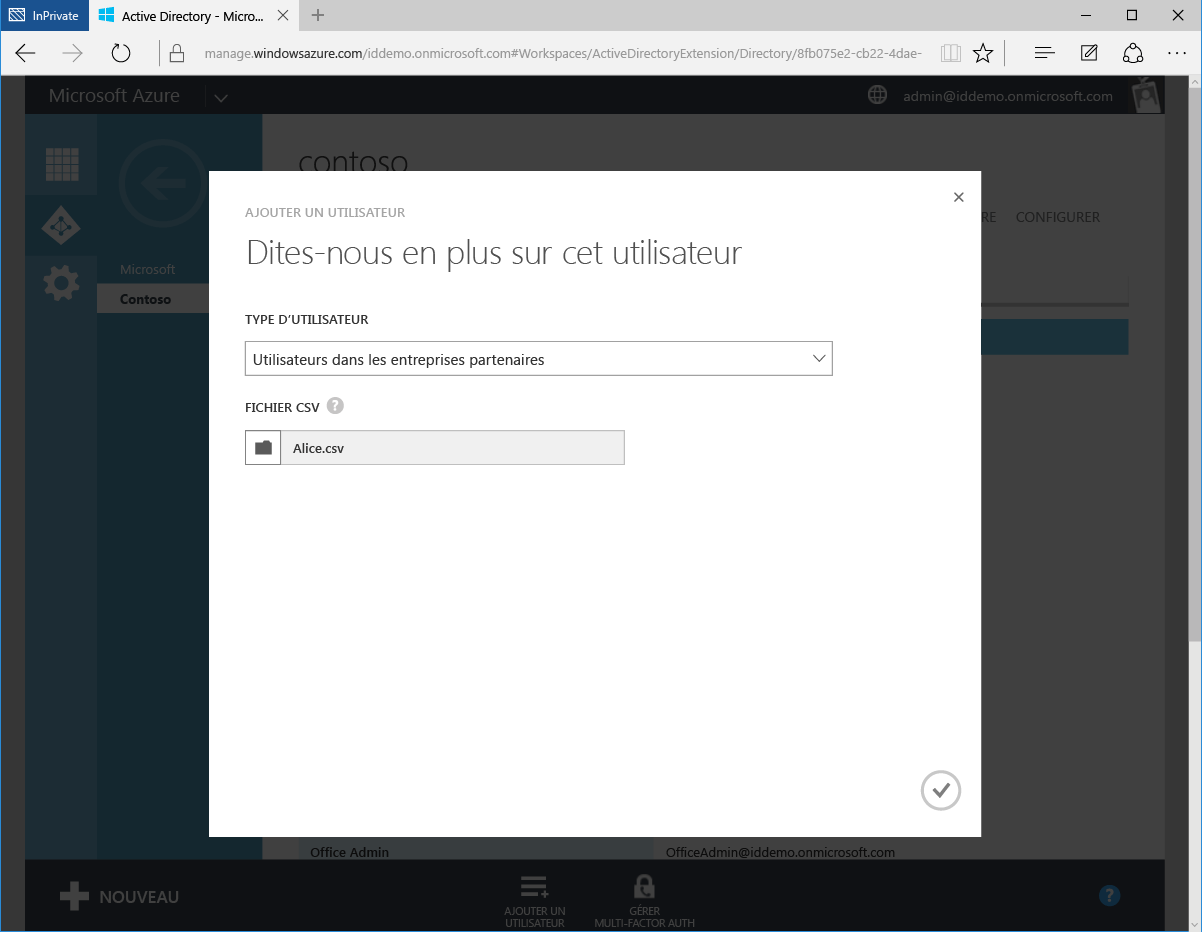 InPrivate
Active Directory - Micro...
manage.windowsazure.com/iddemo.onmicrosoft.com#Workspaces/ActiveDirectoryExtension/Directory/8fb075e2-cb22-4dae-
Microsoft Azure
admin@iddemo.onmicrosoft.com
contoso
RE CONFIGURER
Microsoft
Contoso
AJOUTER UN UTILISATEUR
Dites-nous en plus sur cet utilisateur
TYPE D’UTILISATEUR
Utilisateurs dans les entreprises partenaires
FICHIER CSV ?
Alice.csv
Office Admin OfficeAdmin@iddemo.onmicrosoft.com
NOUVEAU
AJOUTER UN
UTILISATEUR
GÉRER
MULTI-FACTOR AUTH
?